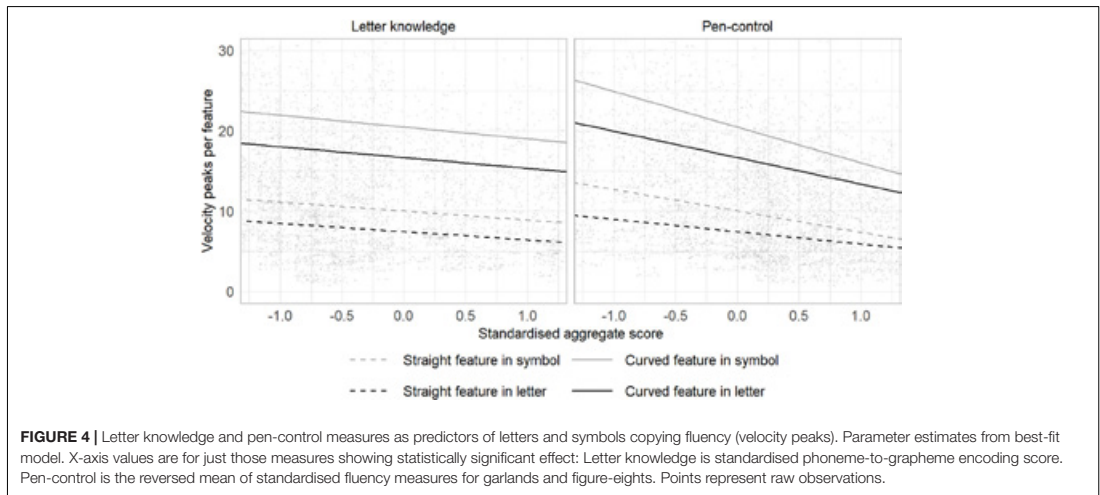 Letter knowledge
Pen-control
Velocity peaks per feature
30
20
10
0
-1.0 -0.5 0.0 0.5 1.0
-1.0 -0.5 0.0 0.5 1.0
Standardised aggregate score
Straight feature in symbol Curved feature in symbol
Straight feature in letter Curved feature in letter
FIGURE 4 | Letter knowledge and pen-control measures as predictors of letters and symbols copying fluency (velocity peaks). Parameter estimates from best-fit
model. X-axis values are for just those measures showing statistically significant effect: Letter knowledge is standardised phoneme-to-grapheme encoding score.
Pen-control is the reversed mean of standardised fluency measures for garlands and figure-eights. Points represent raw observations.